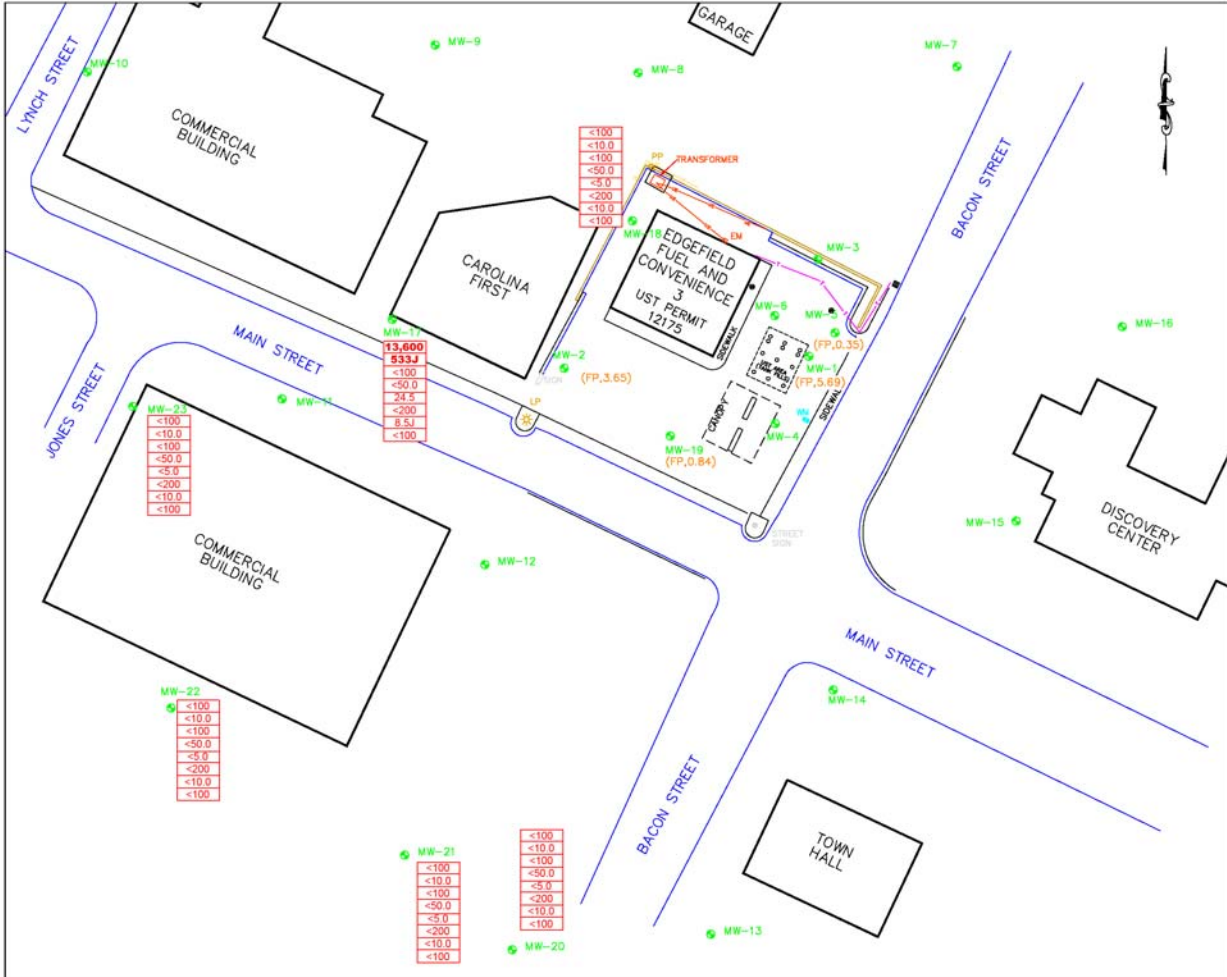 GARAGE
MW-9
MW-7
MW-10
MW-8
LYNCH STREET
COMMERCIAL
BUILDING
<100
<10.0
<100
<50.0
<5.0
<200
<10.0
<100
PP
TRANSFORMER
BACON STREET
MW-18
EM
MW-3
EDGEFIELD
FUEL AND
CONVENIENCE
3
UST PERMIT
12175
CAROLINA
FIRST
MW-6
MW-5
(FP,0.35)
MW-16
MW-17
13,600
533J
<100
<50.0
24.5
<200
8.5J
<100
MAIN STREET
SIDEWALK
MW-2
(FP,3.65)
UST AREA
MW-1
(FP,5.69)
SIDEWAL
JONES STREET
MW-23
<100
<10.0
<100
<50.0
<5.0
<200
<10.0
<100
MW-11
LP
CANOPY
MW-4
MW-19
(FP,0.84)
MW-15
DISCOVERY
CENTER
STREET
SIGN
COMMERCIAL
BUILDING
MW-12
MAIN STREET
MW-22
<100
<10.0
<100
<50.0
<5.0
<200
<10.0
<100
MW-14
BACON STREET
TOWN
HALL
MW-21
<100
<10.0
<100
<50.0
<5.0
<200
<10.0
<100
<100
<10.0
<100
<50.0
<5.0
<200
<10.0
<100
MW-20
MW-13